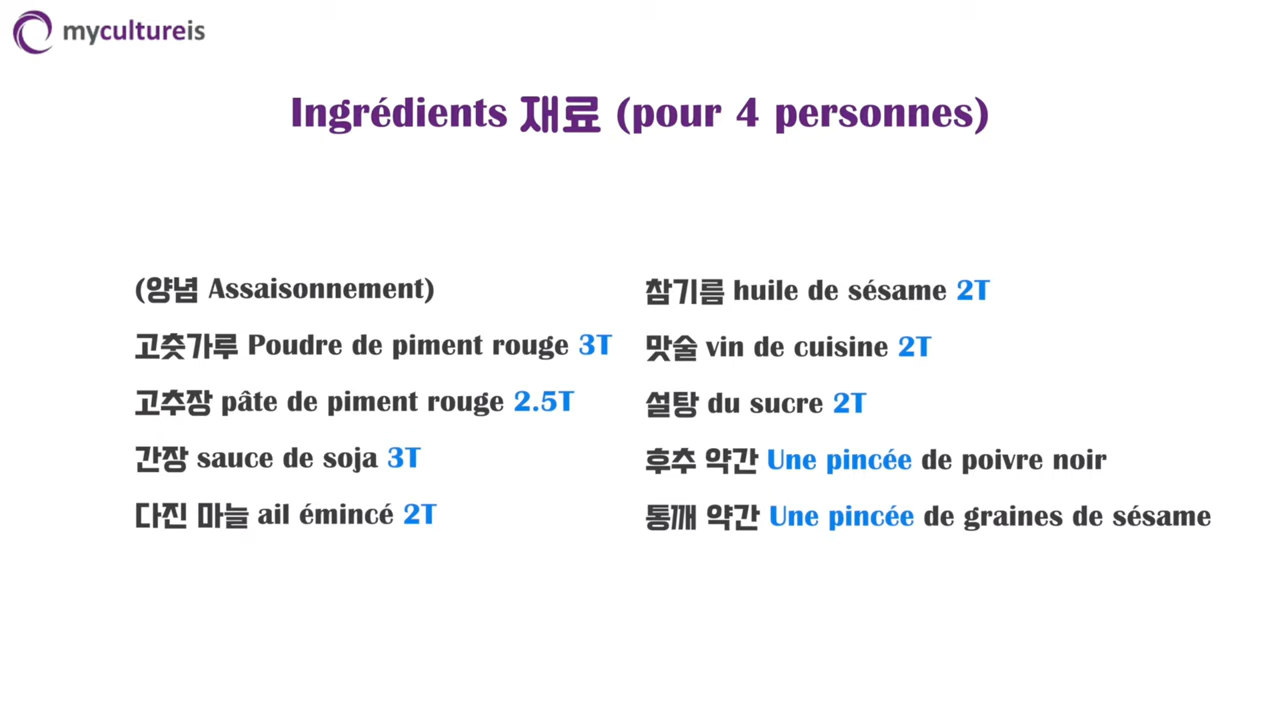 mycultureis
Ingrédients 재료 (pour 4 personnes)
(양념 Assaisonnement)
고춧가루 Poudre de piment rouge 3T
고추장 pâte de piment rouge 2.5T
간장 sauce de soja 3T
다진 마늘 ail émincé 2T
참기름 huile de sésame 2T
맛술 vin de cuisine 2T
설탕 du sucre 2T
후추 약간 Une pincée de poivre noir
통깨 약간 Une pincée de graines de sésame